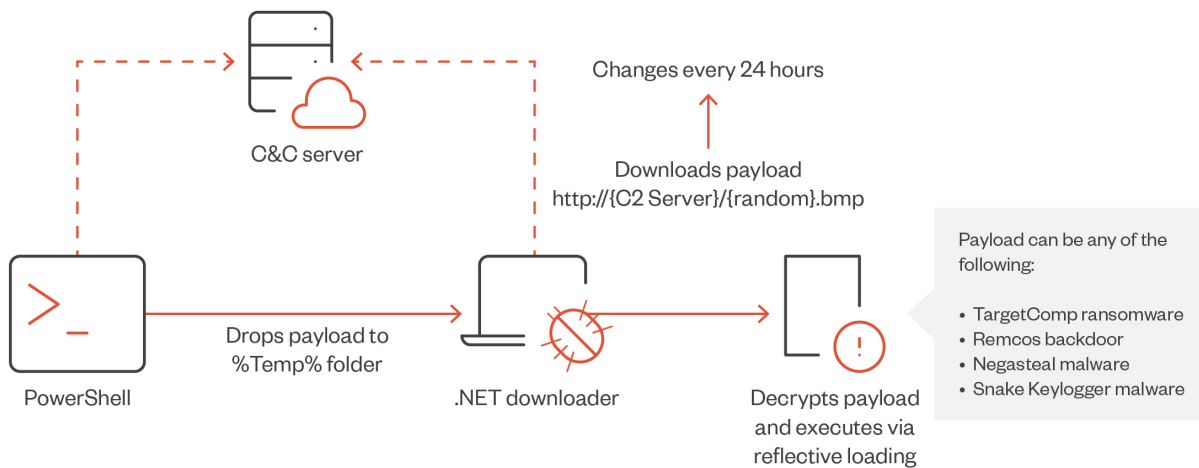 Changes every 24 hours
C&C server
Downloads payload
http://{C2 Server}/{random}.bmp
Payload can be any of the
following:
• TargetComp ransomware
• Remcos backdoor
• Negasteal malware
• Snake Keylogger malware
>_
Drops payload to
%Temp% folder
!
PowerShell
.NET downloader
Decrypts payload
and executes via
reflective loading